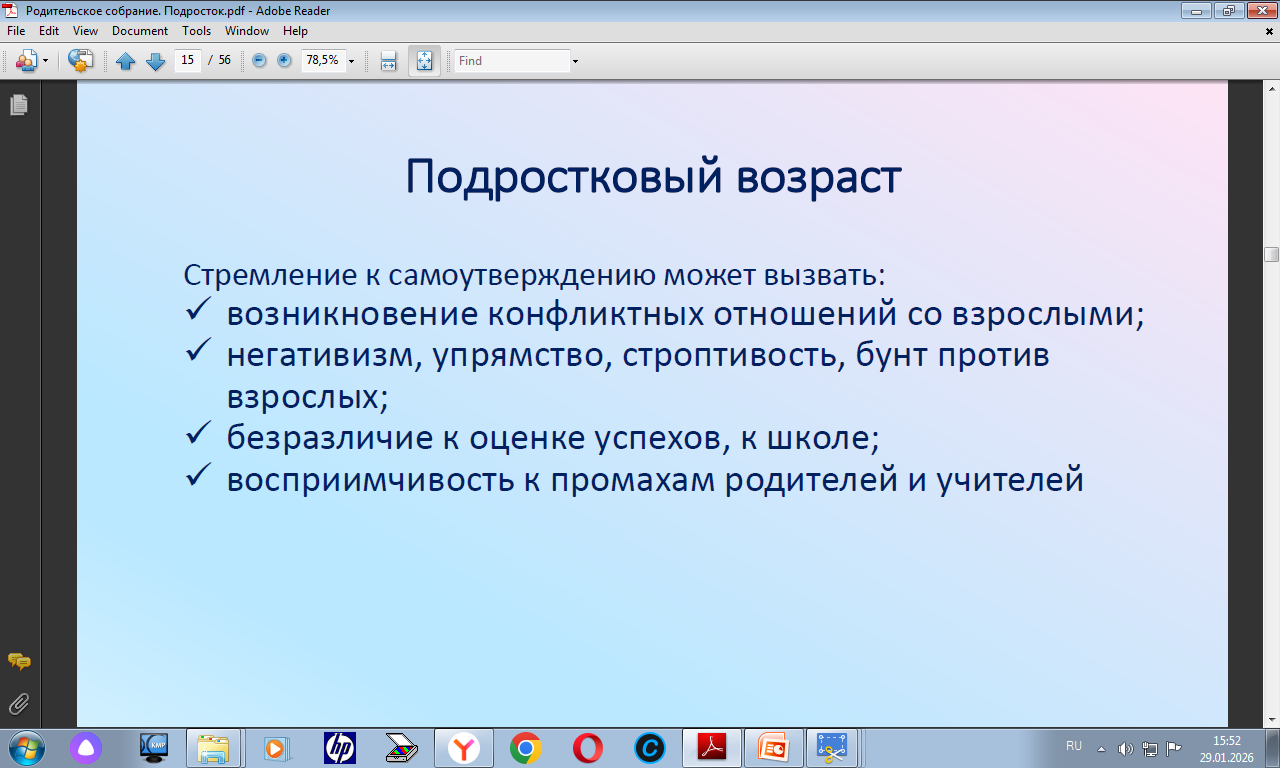 Родительское собрание. Подросток.pdf - Adobe Reader
File Edit View Document Tools Window Help
15 / 56 78,5% Find
Подростковый возраст
Стремление к самоутверждению может вызвать:
возникновение конфликтных отношений со взрослыми;
негативизм, упрямство, строптивость, бунт против
взрослых;
безразличие к оценке успехов, к школе;
восприимчивость к промахам родителей и учителей
KMP
hp
RU
15:52
29.01.2026